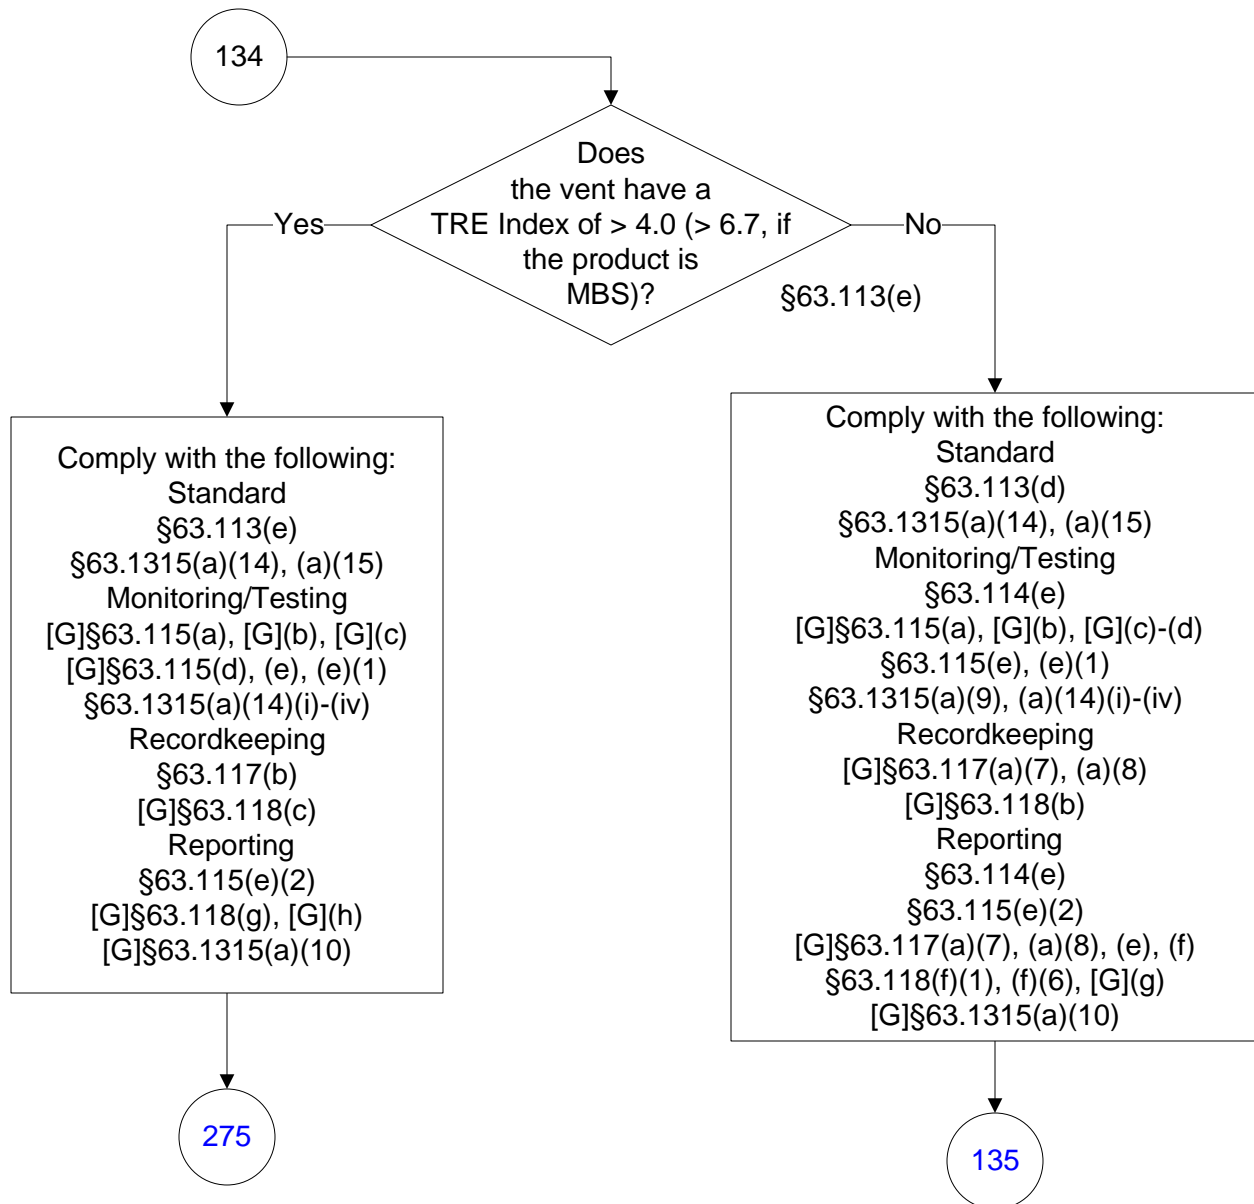 134
Does
the vent have a
TRE Index of > 4.0 (> 6.7, if
the product is
MBS)?
Yes
No
§63.113(e)
Comply with the following:
Standard
§63.113(e)
§63.1315(a)(14), (a)(15)
Monitoring/Testing
[G]§63.115(a), [G](b), [G](c)
[G]§63.115(d), (e), (e)(1)
§63.1315(a)(14)(i)-(iv)
Recordkeeping
§63.117(b)
[G]§63.118(c)
Reporting
§63.115(e)(2)
[G]§63.118(g), [G](h)
[G]§63.1315(a)(10)
275
Comply with the following:
Standard
§63.113(d)
§63.1315(a)(14), (a)(15)
Monitoring/Testing
§63.114(e)
[G]§63.115(a), [G](b), [G](c)-(d)
§63.115(e), (e)(1)
§63.1315(a)(9), (a)(14)(i)-(iv)
Recordkeeping
[G]§63.117(a)(7), (a)(8)
[G]§63.118(b)
Reporting
§63.114(e)
§63.115(e)(2)
[G]§63.117(a)(7), (a)(8), (e), (f)
§63.118(f)(1), (f)(6), [G](g)
[G]§63.1315(a)(10)
135